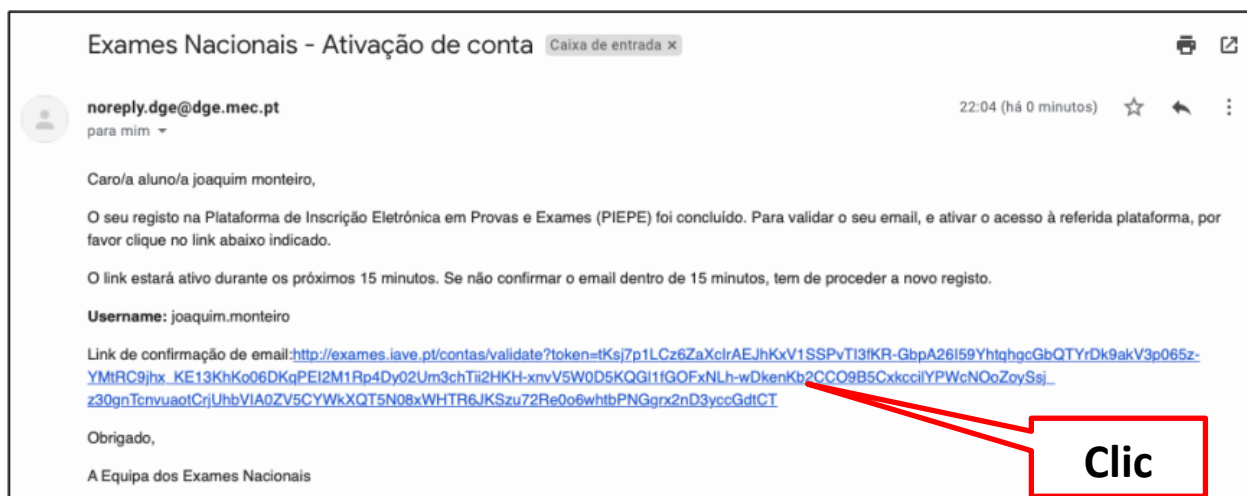 Exames Nacionais - Ativação de conta Caixa de entrada ×
noreply.dge@dge.mec.pt 22:04 (há 0 minutos)
para mim
Caro/a aluno/a joaquim monteiro,
O seu registo na Plataforma de Inscrição Eletrónica em Provas e Exames (PIEPE) foi concluído. Para validar o seu email, e ativar o acesso à referida plataforma, por
favor clique no link abaixo indicado.
O link estará ativo durante os próximos 15 minutos. Se não confirmar o email dentro de 15 minutos, tem de proceder a novo registo.
Username: joaquim.monteiro
Link de confirmação de email:http://exames.iave.pt/contas/validate?token=tKsj7p1LCz6ZaXcIrAEJhKxV1SSPvTI3fKR-GbpA26I59YhtqhgcGbQTYrDk9akV3p065z-
YMtRC9jhx_KE13KhKo06DKqPEI2M1Rp4Dy02Um3chTii2HKH-xnvV5W0D5KQGl1fGOFxNLh-wDkenKb2CCO9B5CxkccilYPWcNOoZoySsj_
z30gnTcnvuaotCrjUhbVIA0ZV5CYWkXQT5N08xWHTR6JKSzu72Re0o6whtbPNGgrx2nD3yccGdtCT
Obrigado,
A Equipa dos Exames Nacionais
Clic